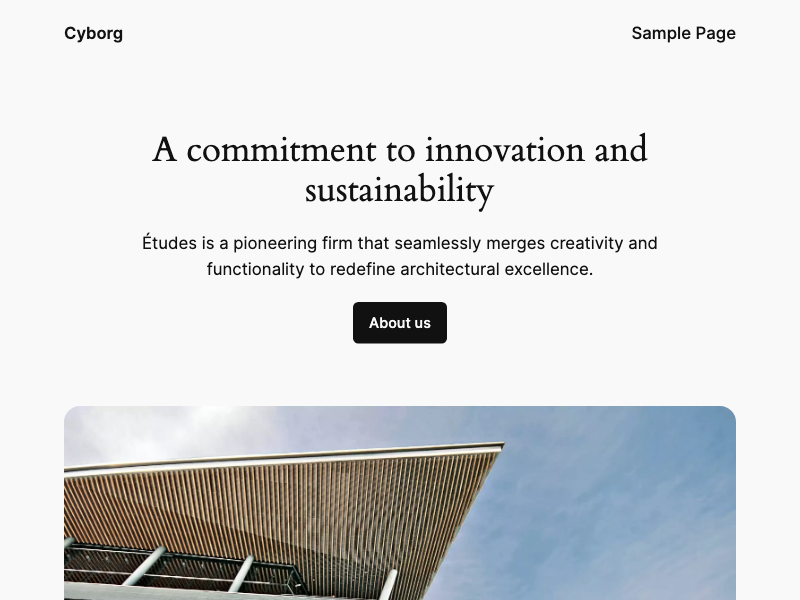 Cyborg
Sample Page
A commitment to innovation and
sustainability
Études is a pioneering firm that seamlessly merges creativity and
functionality to redefine architectural excellence.
About us